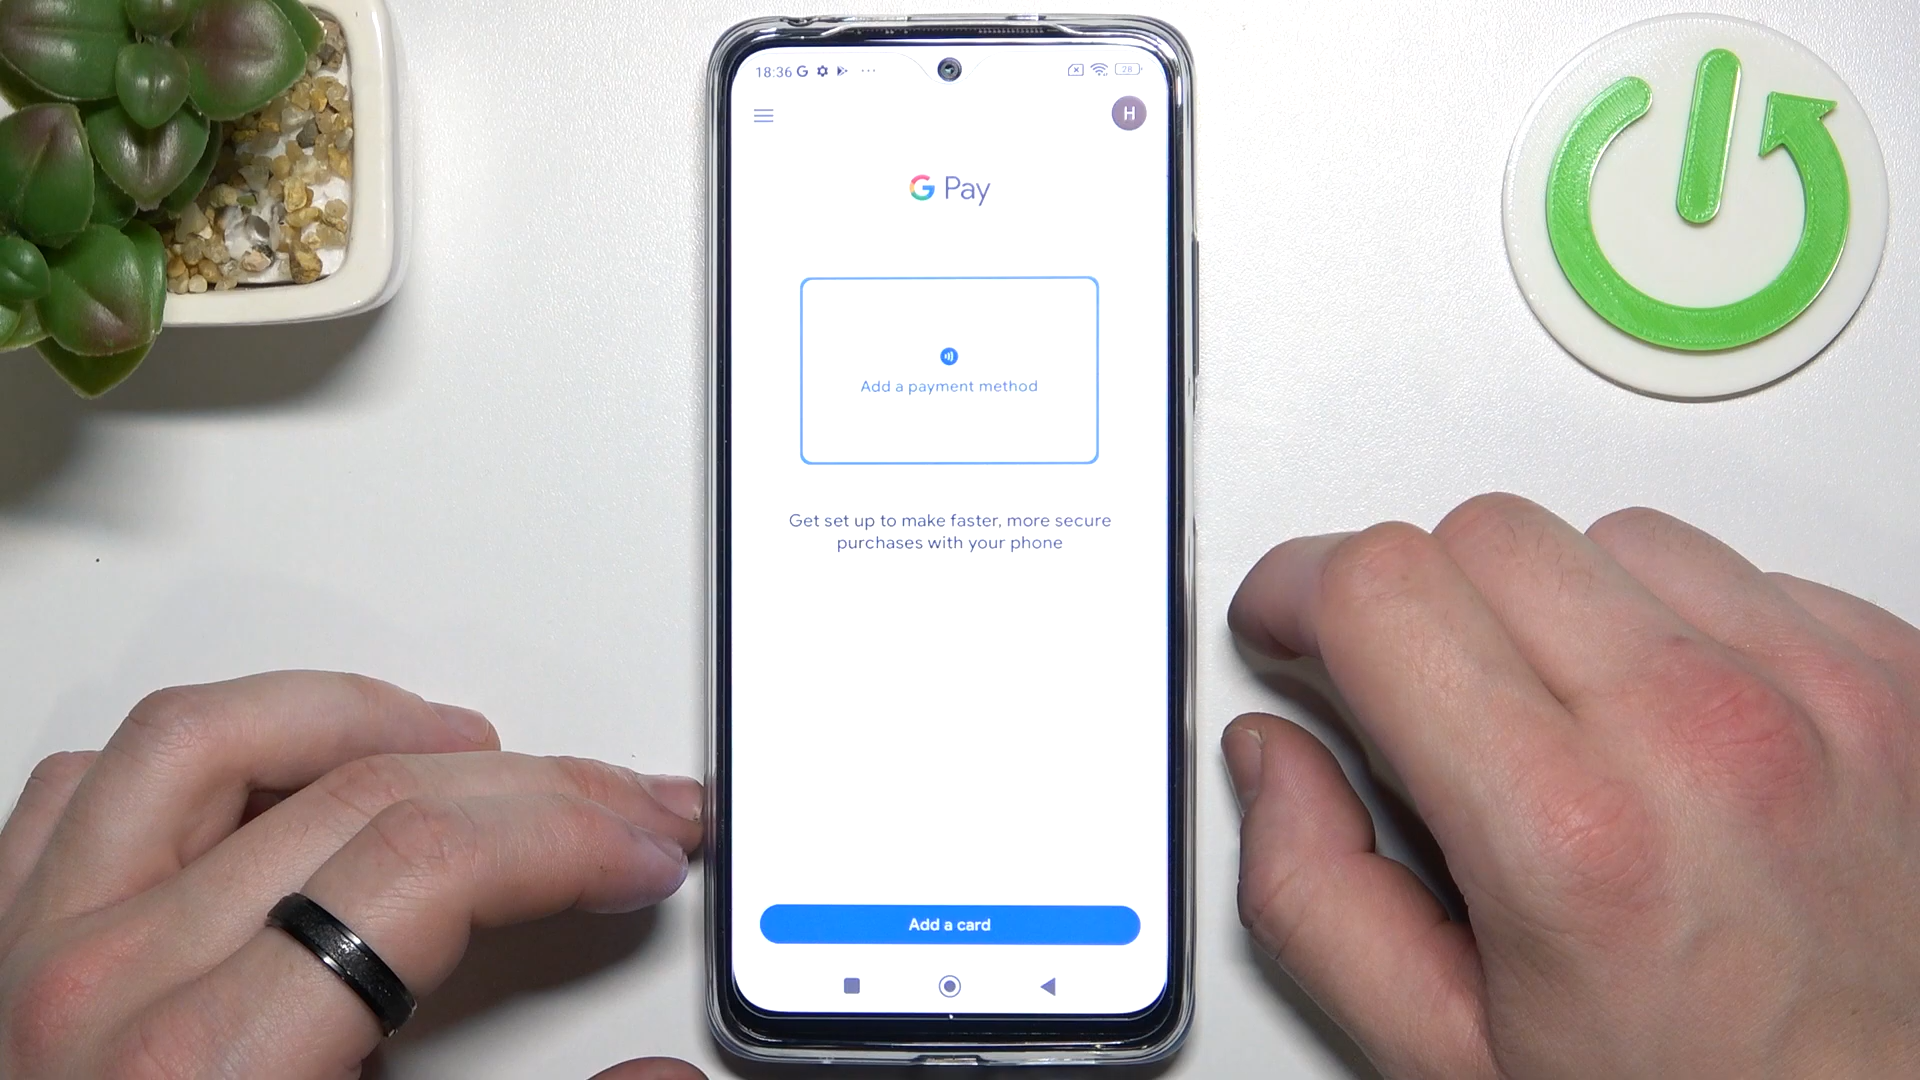 18:36
28
H
G Pay
Add a payment method
Get set up to make faster, more secure
purchases with your phone
Add a card